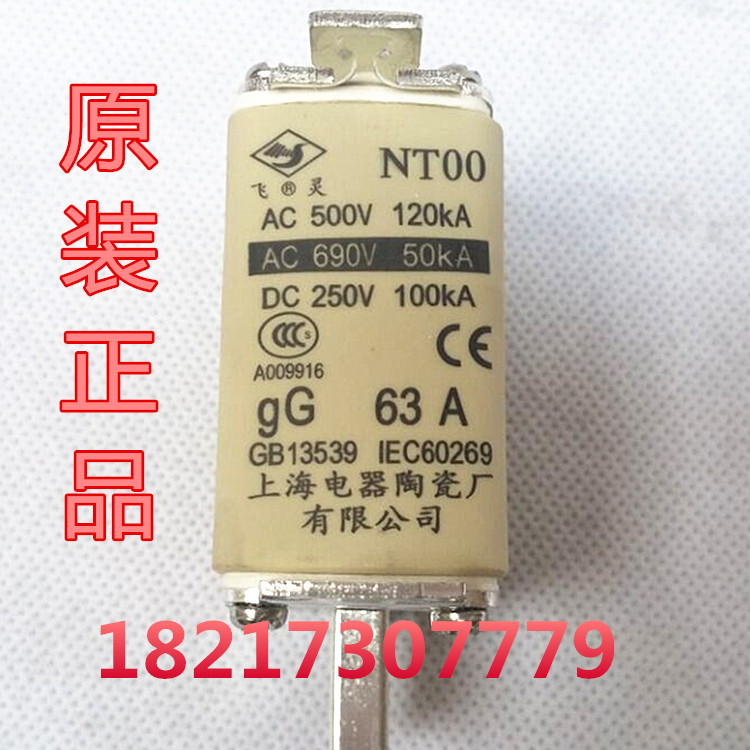 原装正品
NT00
飞®灵
AC 500V 120kA
AC 690V 50kA
DC 250V 100kA
CCC S
CE
A009916
gG 63 A
GB13539 IEC60269
上海电器陶瓷厂
有限公司
18217307779